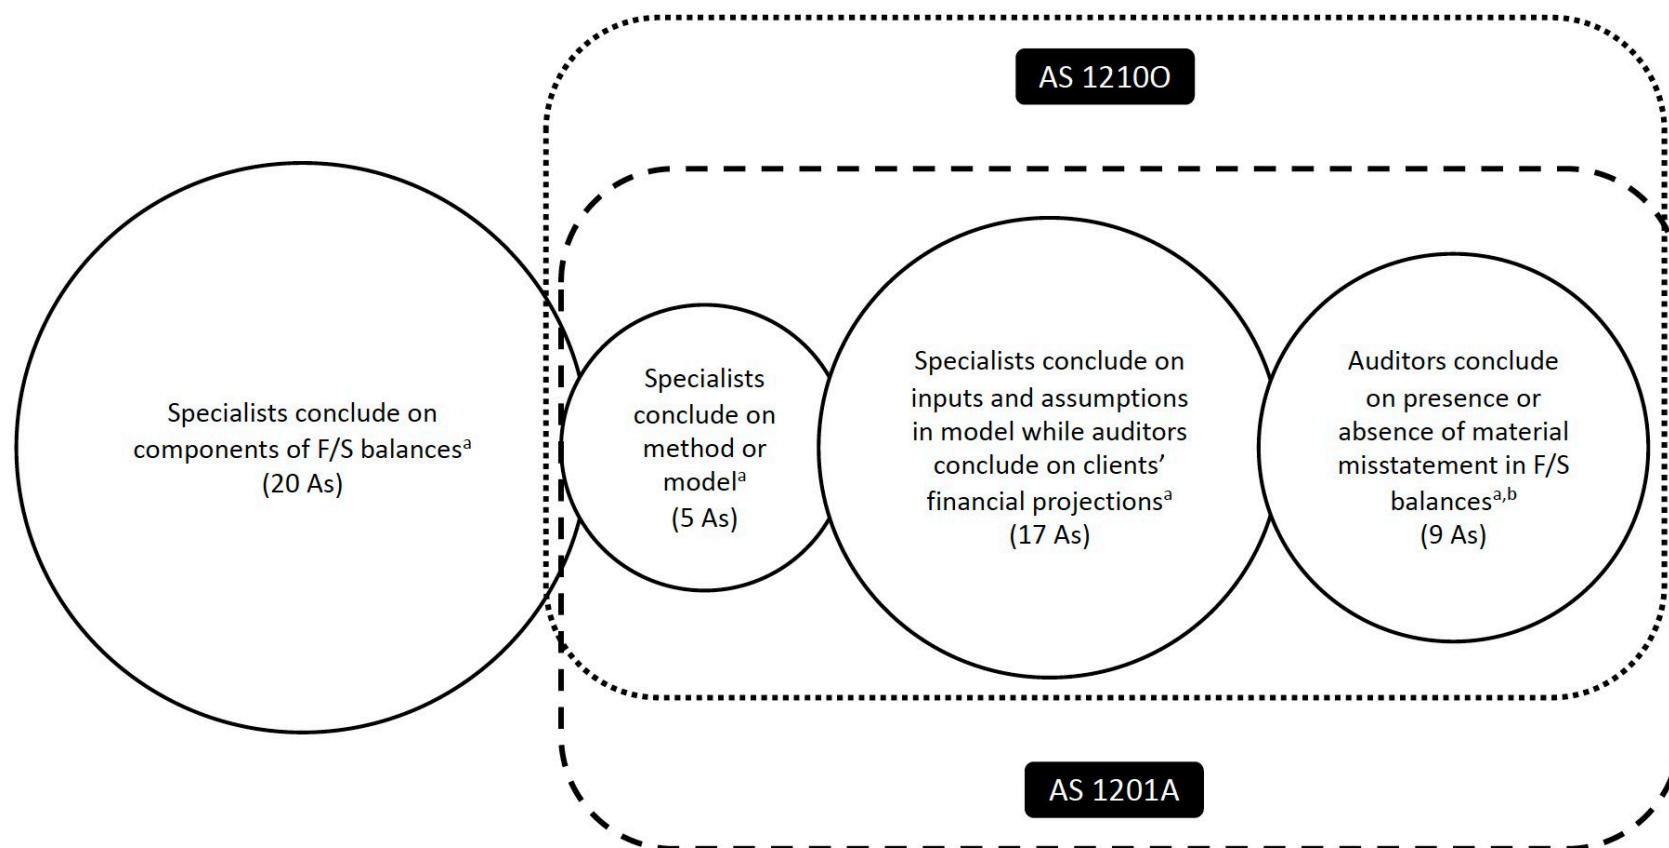 AS 1210O
Specialists conclude on
components of F/S balancesᵃ
(20 As)
Specialists
conclude on
method or
modelᵃ
(5 As)
Specialists conclude on
inputs and assumptions
in model while auditors
conclude on clients’
financial projectionsᵃ
(17 As)
Auditors conclude
on presence or
absence of material
misstatement in F/S
balancesᵃ,ᵇ
(9 As)
AS 1201A